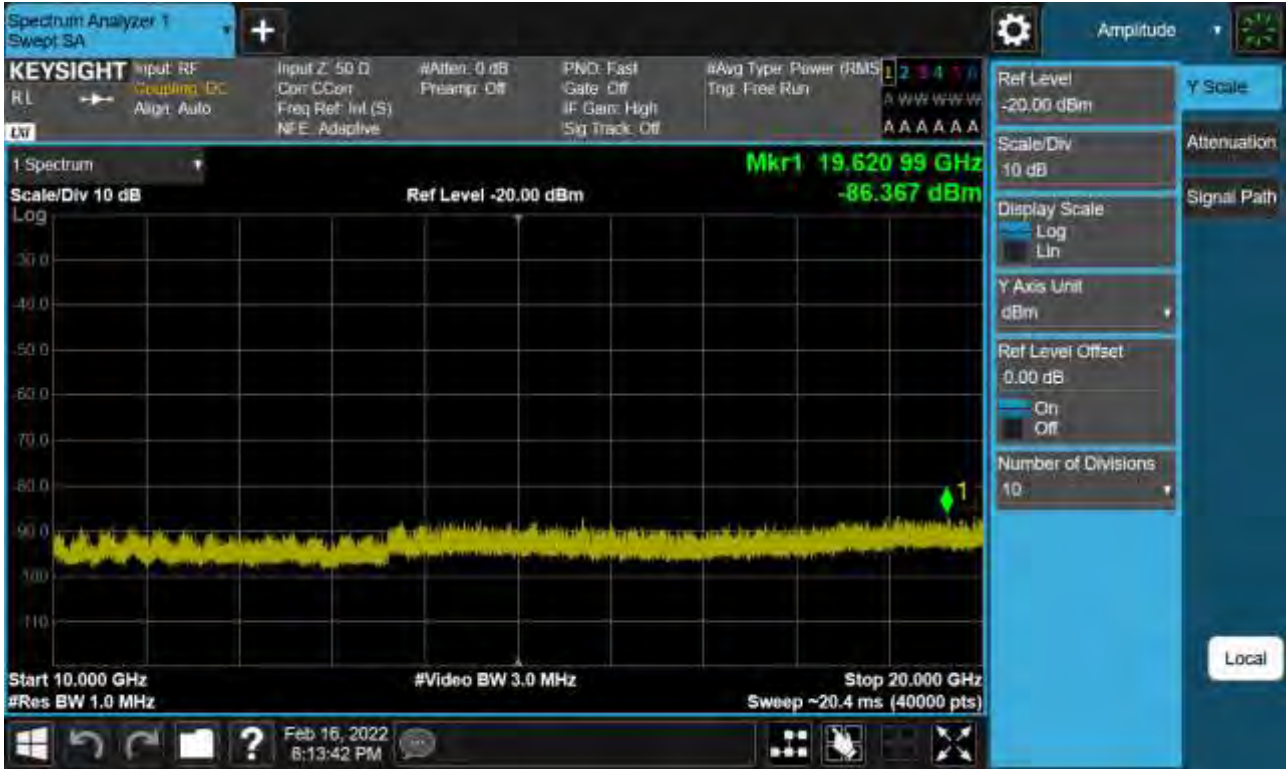 Spectrum Analyzer 1
Swept SA
+
Amplitude
KEYSIGHT
RL
Input: RF
Coupling: DC
Align: Auto
Input Z: 50 Ω
Corr CCorr
Freq Ref: Int (S)
NFE: Adaptive
#Atten: 0 dB
Preamp: Off
PNO: Fast
Gate: Off
IF Gain: High
Sig Track: Off
#Avg Type: Power (RMS
Trig: Free Run
1 2 3 4 5 6
A W W W W W
A A A A A A
1 Spectrum
Mkr1 19.620 99 GHz
Scale/Div 10 dB
Ref Level -20.00 dBm
-86.367 dBm
Log
-30.0
-40.0
-50.0
-60.0
-70.0
-80.0
1
-90.0
-100
-110
Start 10.000 GHz
#Video BW 3.0 MHz
Stop 20.000 GHz
#Res BW 1.0 MHz
Sweep ~20.4 ms (40000 pts)
Ref Level
-20.00 dBm
Scale/Div
10 dB
Display Scale
Log
Lin
Y Axis Unit
dBm
Ref Level Offset
0.00 dB
On
Off
Number of Divisions
10
Y Scale
Attenuation
Signal Path
Local
?
Feb 16, 2022
6:13:42 PM